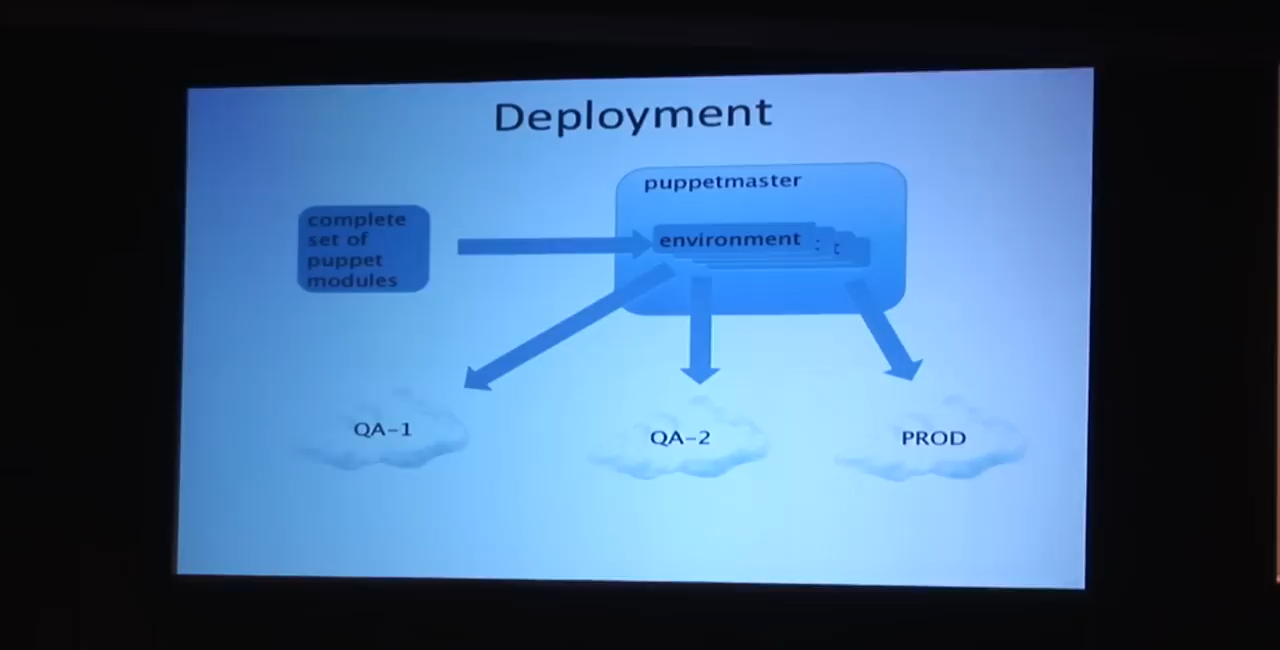 Deployment
puppetmaster
complete
set of
puppet
modules
environment
t
QA-1
QA-2
PROD